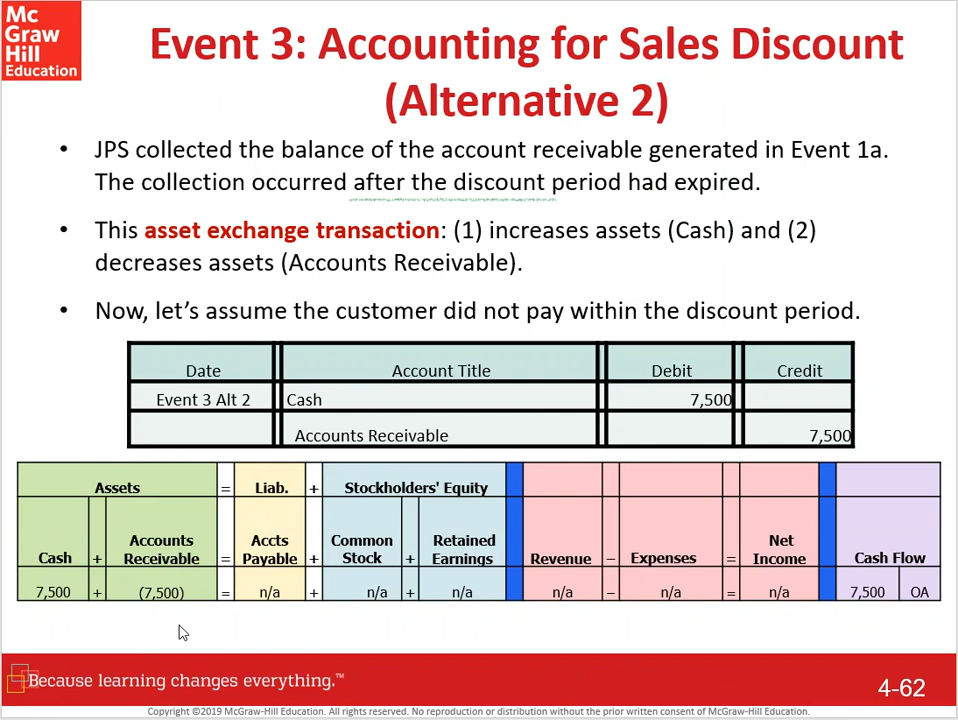 Mc
Graw
Hill
Education
Event 3: Accounting for Sales Discount
(Alternative 2)
• JPS collected the balance of the account receivable generated in Event 1a.
The collection occurred after the discount period had expired.
• This asset exchange transaction: (1) increases assets (Cash) and (2)
decreases assets (Accounts Receivable).
• Now, let's assume the customer did not pay within the discount period.
Date Account Title Debit Credit
Event 3 Alt 2 Cash 7,500
Accounts Receivable 7,500
Assets = Liab. + Stockholders' Equity
Accounts Accts Common Retained Net
Cash + Receivable = Payable + Stock + Earnings Revenue – Expenses = Income Cash Flow
7,500 + (7,500) = n/a + n/a + n/a n/a – n/a = n/a 7,500 OA
Because learning changes everything.™
4-62
Copyright ©2019 McGraw-Hill Education. All rights reserved. No reproduction or distribution without the prior written consent of McGraw-Hill Education.